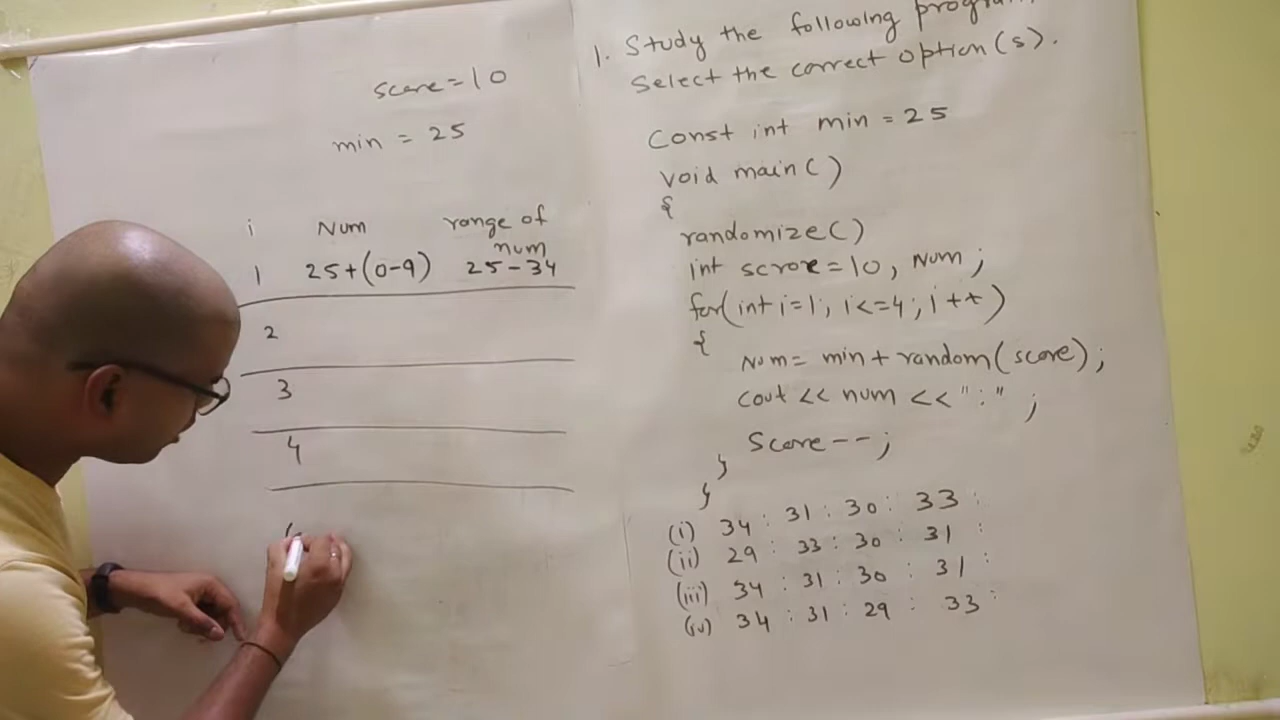 score=10
min = 25
i Num range of num
1 25+(0-9) 25-34
2
3
4
1. Study the following program,
Select the correct option(s).
Const int min = 25
void main()
{
randomize()
int scroe=10, Num;
for(int i=1; i<=4; i++)
{
Num= min + random(score);
cout << num << ":" ;
Score--;
}
}
(i) 34 : 31 : 30 : 33 :
(ii) 29 : 33 : 30 : 31 :
(iii) 34 : 31 : 30 : 31 :
(iv) 34 : 31 : 29 : 33 :